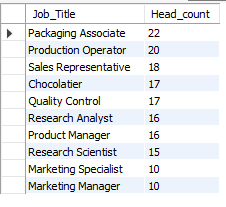 Job_Title Head_count
Packaging Associate 22
Production Operator 20
Sales Representative 18
Chocolatier 17
Quality Control 17
Research Analyst 16
Product Manager 16
Research Scientist 15
Marketing Specialist 10
Marketing Manager 10